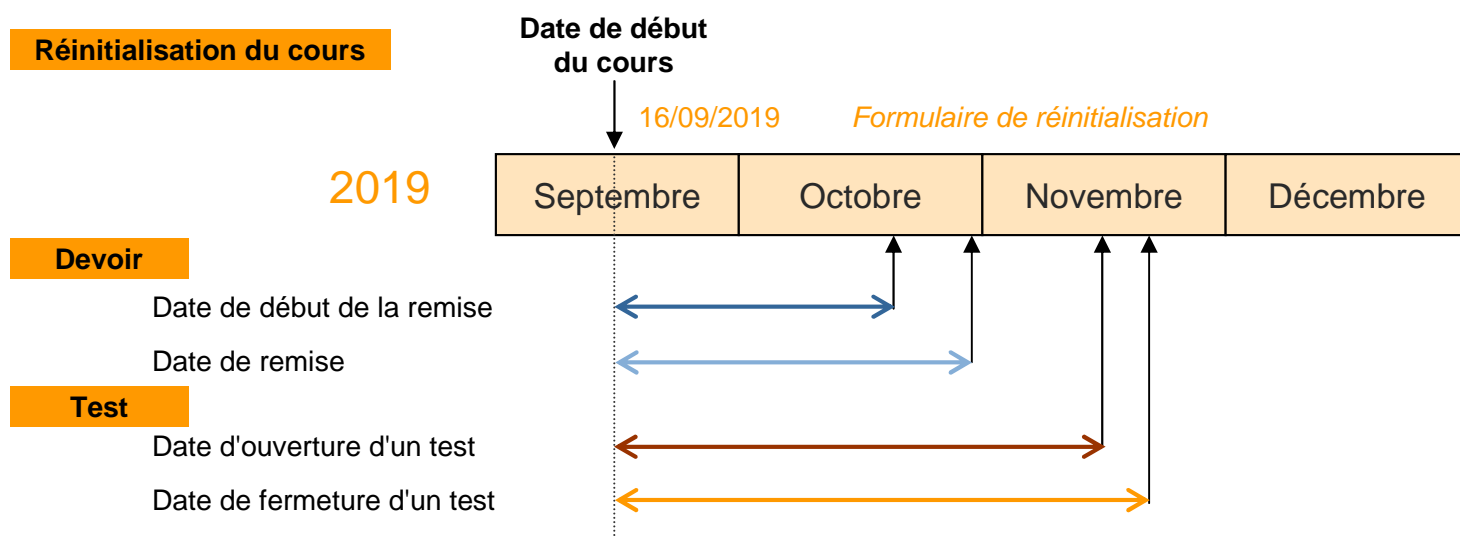 Réinitialisation du cours
Date de début
du cours
16/09/2019
Formulaire de réinitialisation
2019
Septembre
Octobre
Novembre
Décembre
Devoir
Date de début de la remise
Date de remise
Test
Date d'ouverture d'un test
Date de fermeture d'un test